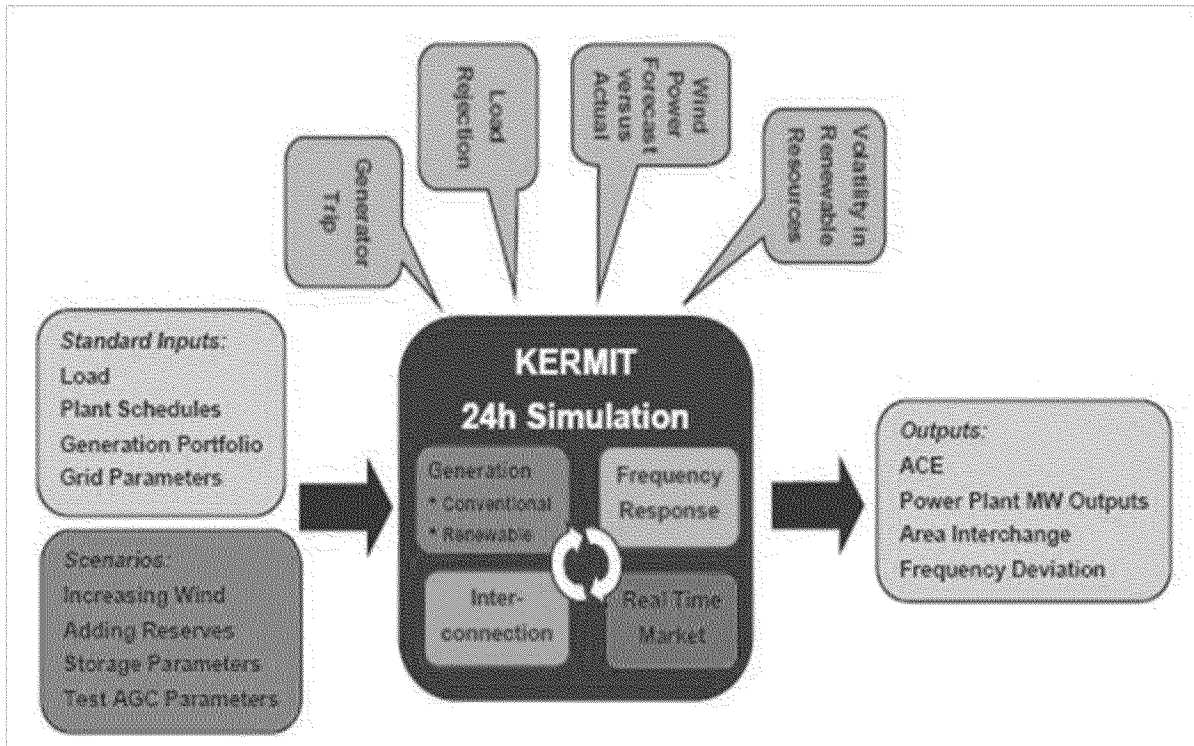 Generator
Trip
Load
Rejection
Wind
Power
Forecast
versus
Actual
Volatility in
Renewable
Resources
Standard Inputs:
Load
Plant Schedules
Generation Portfolio
Grid Parameters
Scenarios:
Increasing Wind
Adding Reserves
Storage Parameters
Test AGC Parameters
KERMIT
24h Simulation
Generation
* Conventional
* Renewable
Frequency
Response
Inter-
connection
Real Time
Market
Outputs:
ACE
Power Plant MW Outputs
Area Interchange
Frequency Deviation